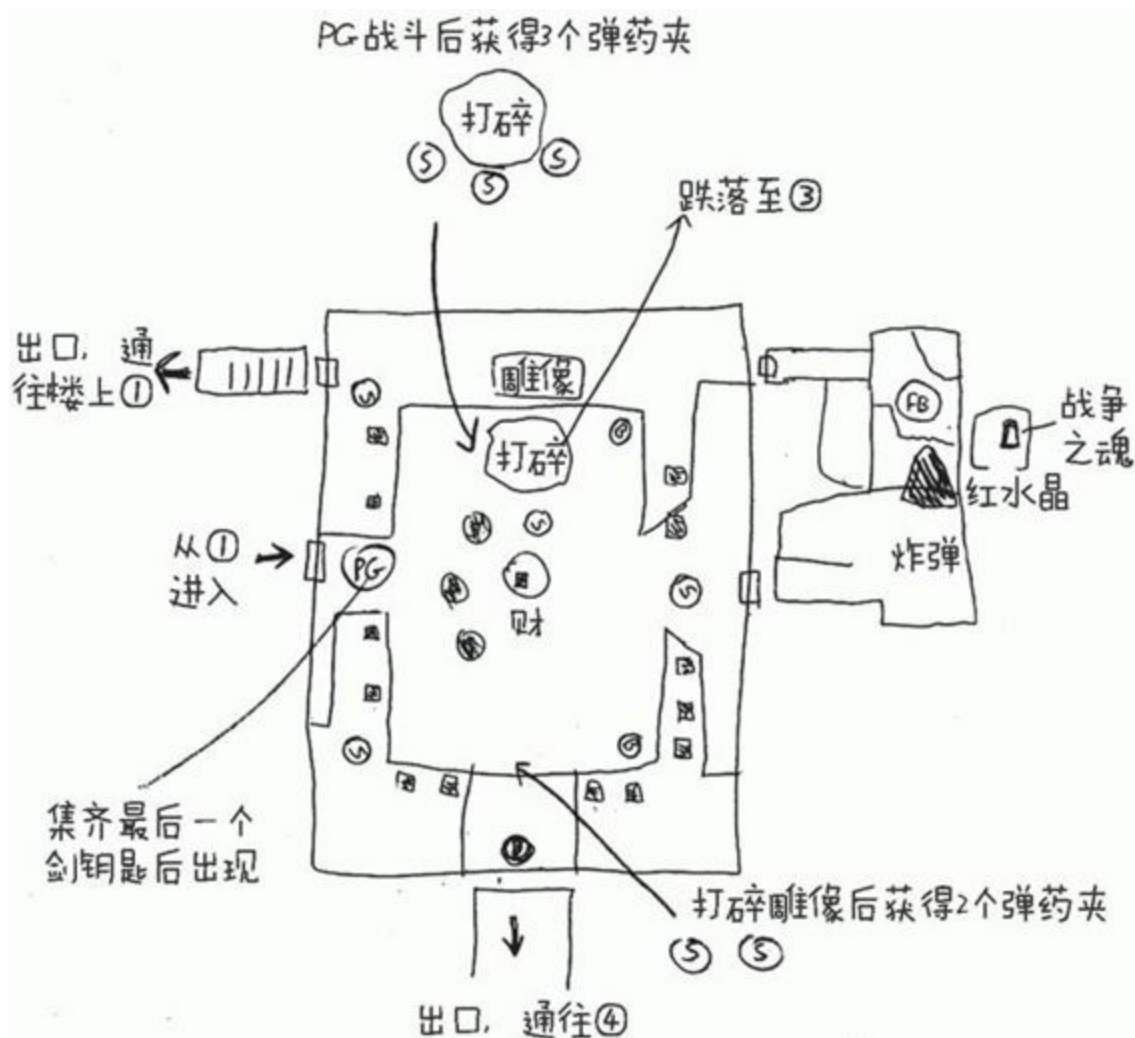 PG战斗后获得3个弹药夹
打碎
S
S
S
跌落至③
出口,通
往楼上①
雕像
S
打碎
B
FB
战争
之魂
红水晶
S
从①
进入
PG
炸弹
财
S
S
B
集齐最后一个
剑钥匙后出现
打碎雕像后获得2个弹药夹
S
S
出口,通往④